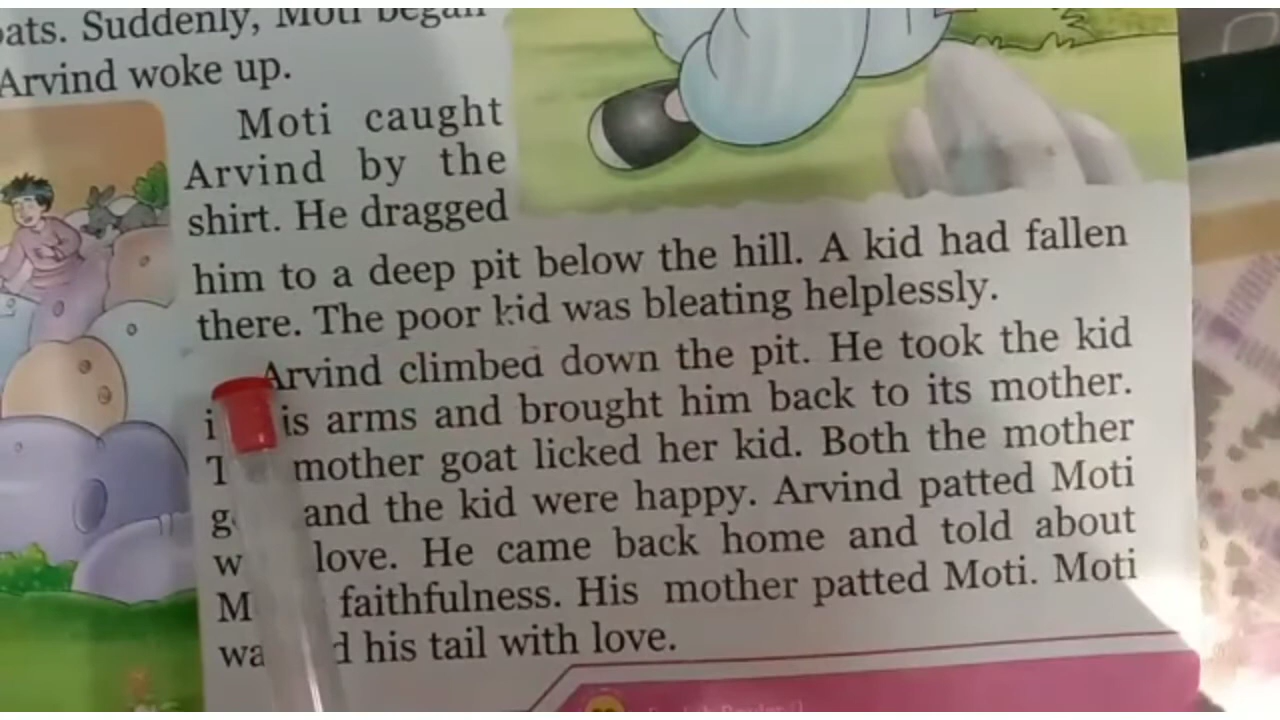 ats. Suddenly, Moti began
Arvind woke up.
Moti caught
Arvind by the
shirt. He dragged
him to a deep pit below the hill. A kid had fallen
there. The poor kid was bleating helplessly.
Arvind climbed down the pit. He took the kid
arms and brought him back to its mother.
mother goat licked her kid. Both the mother
and the kid were happy. Arvind patted Moti
love. He came back home and told about
faithfulness. His mother patted Moti. Moti
his tail with love.